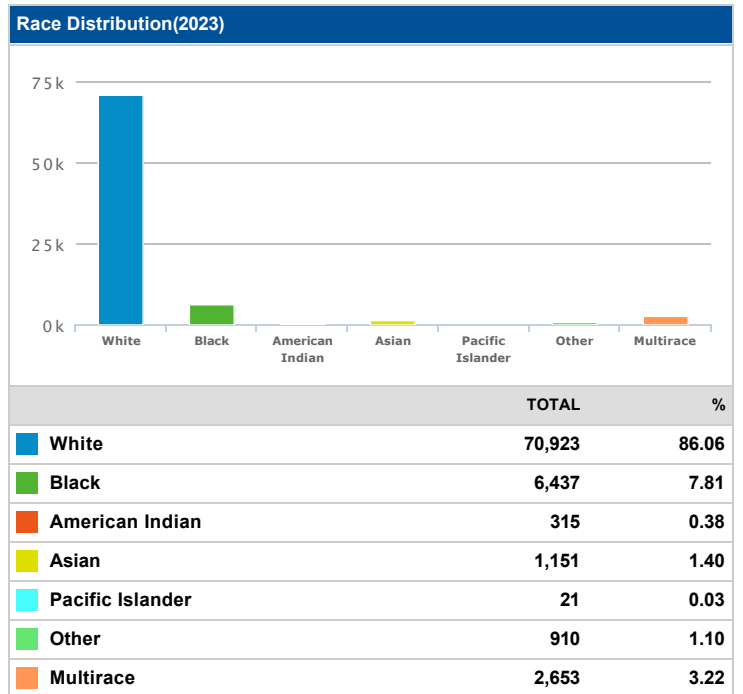 Race Distribution(2023)
75k
50k
25k
0k
White Black American Indian Asian Pacific Islander Other Multirace
TOTAL %
White 70,923 86.06
Black 6,437 7.81
American Indian 315 0.38
Asian 1,151 1.40
Pacific Islander 21 0.03
Other 910 1.10
Multirace 2,653 3.22